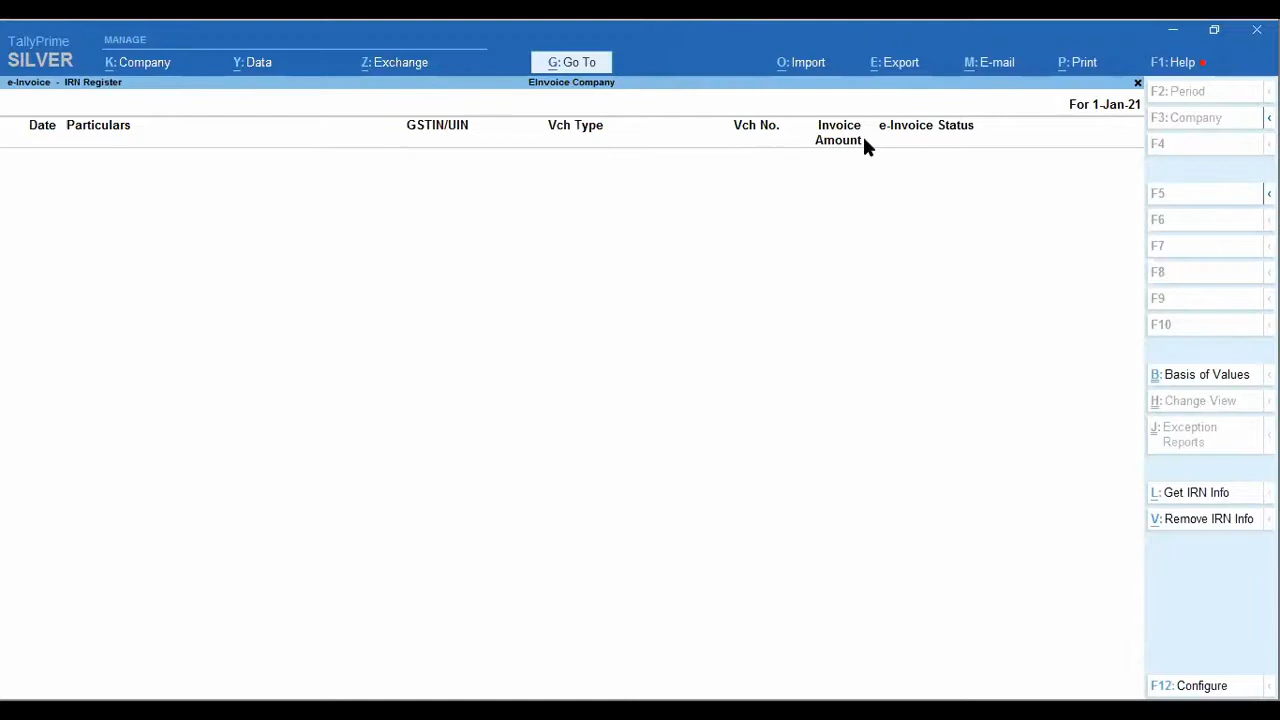 TallyPrime
SILVER
MANAGE
K: Company
Y: Data
Z: Exchange
G: Go To
O: Import
E: Export
M: E-mail
P: Print
F1: Help
e-Invoice - IRN Register
EInvoice Company
For 1-Jan-21
Date Particulars GSTIN/UIN Vch Type Vch No. Invoice e-Invoice Status
Amount
F2: Period
F3: Company
F4
F5
F6
F7
F8
F9
F10
B: Basis of Values
H: Change View
J: Exception
Reports
L: Get IRN Info
V: Remove IRN Info
F12: Configure